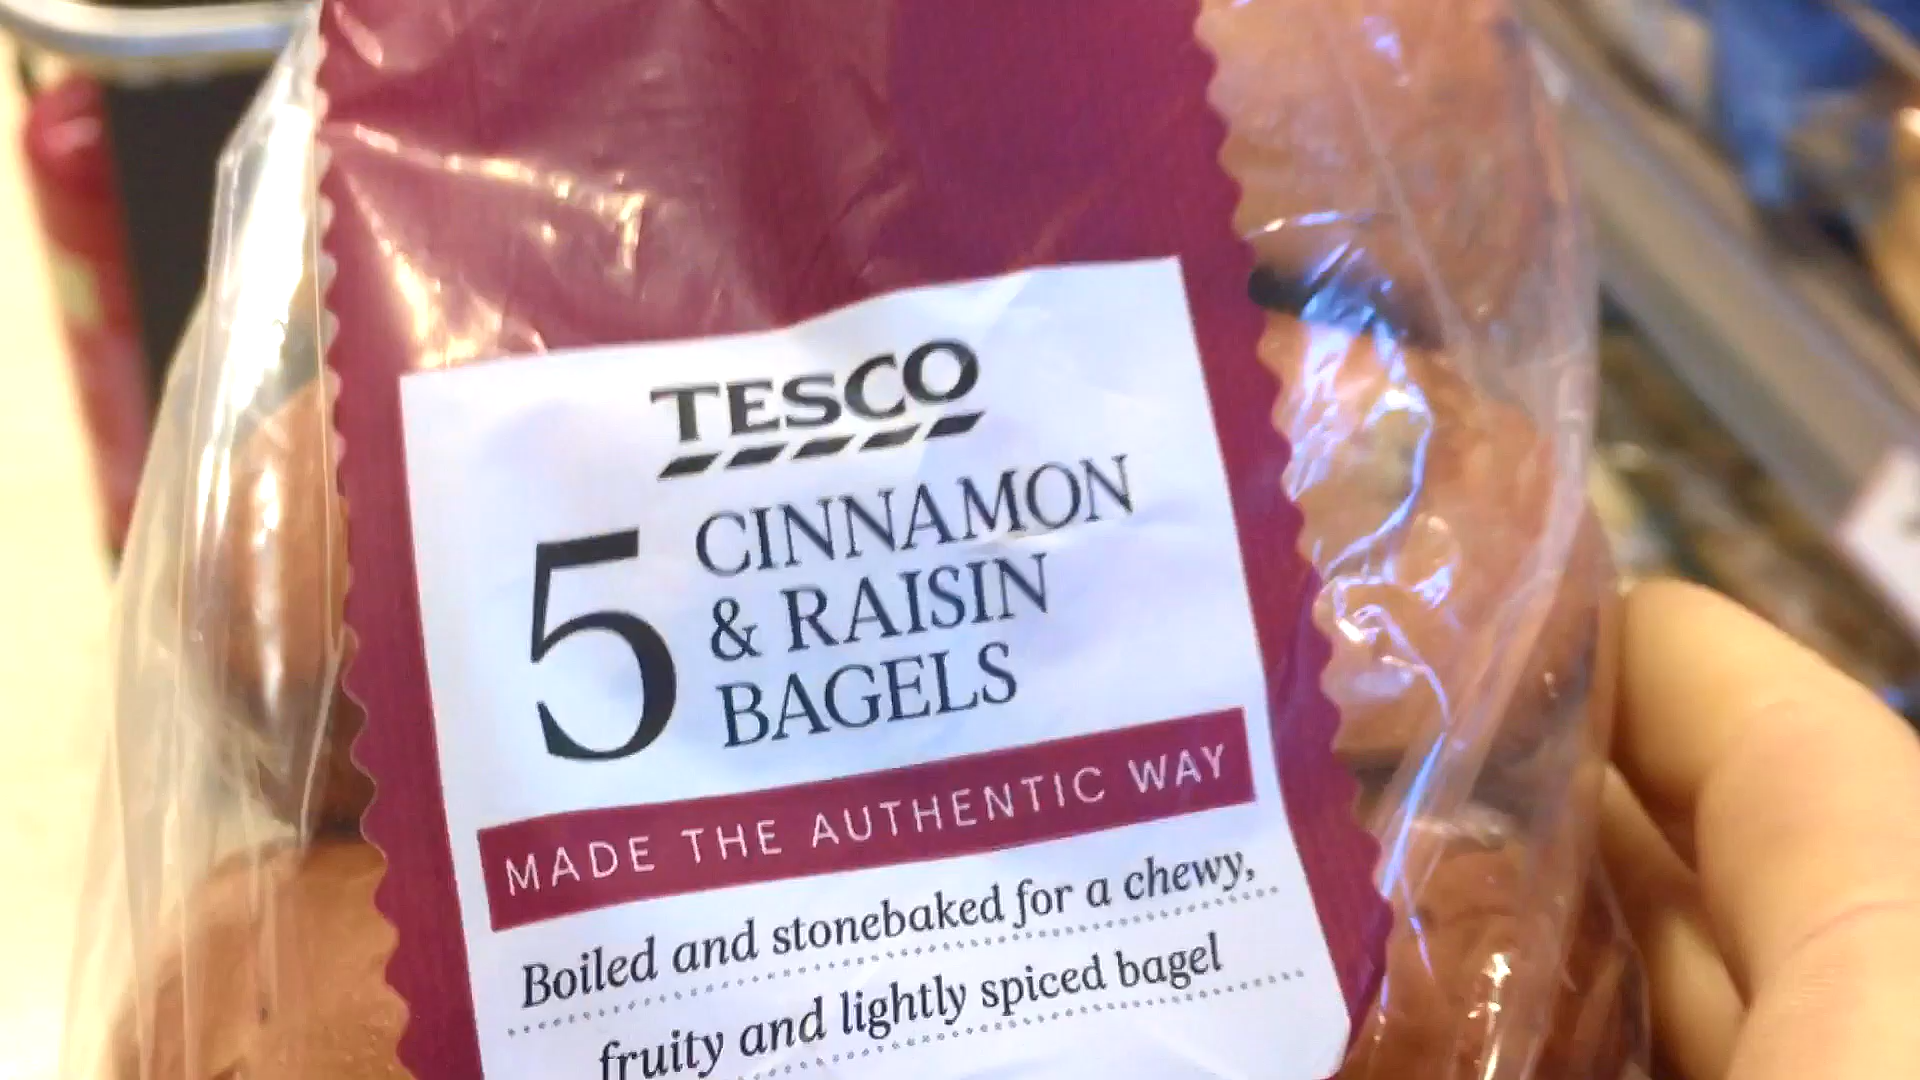 TESCO
5 CINNAMON
& RAISIN
BAGELS
MADE THE AUTHENTIC WAY
Boiled and stonebaked for a chewy,
fruity and lightly spiced bagel